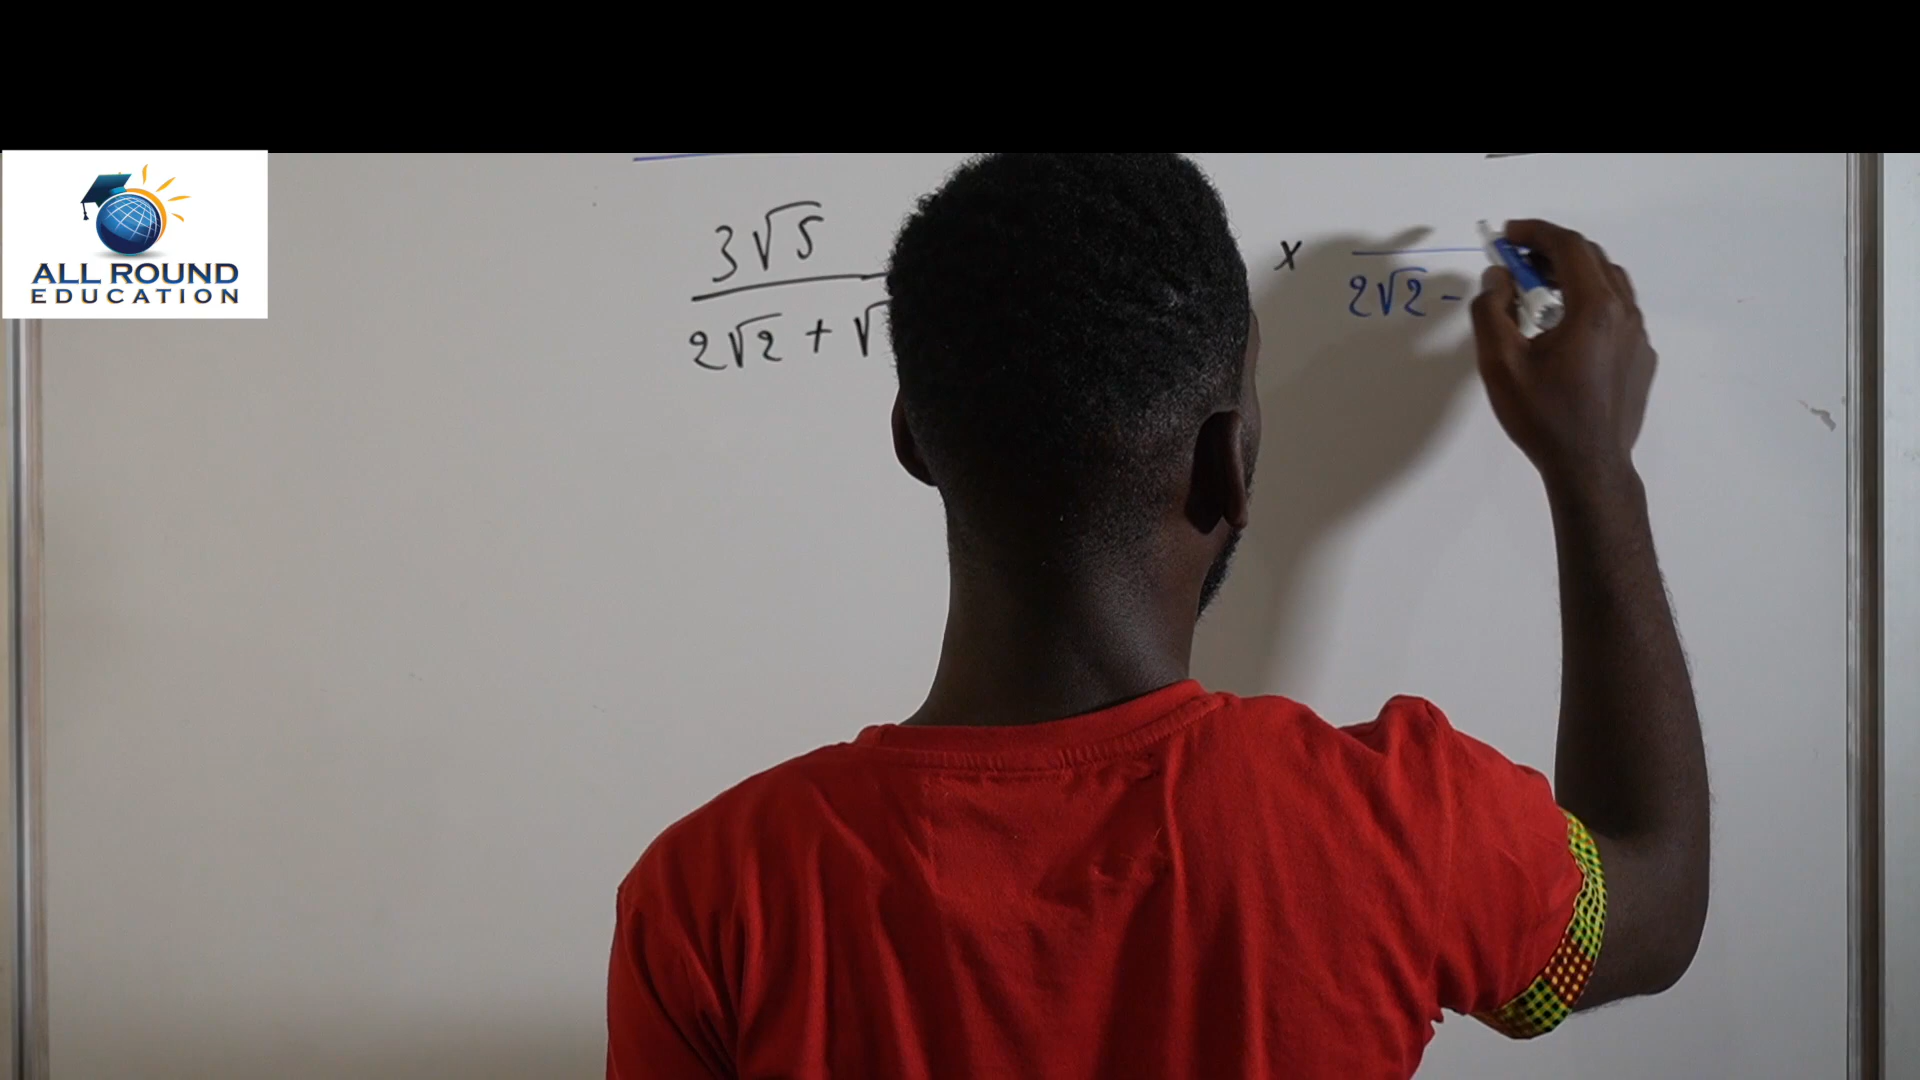 ALL ROUND
EDUCATION
3√5
2√2 + √
×
2√2 -